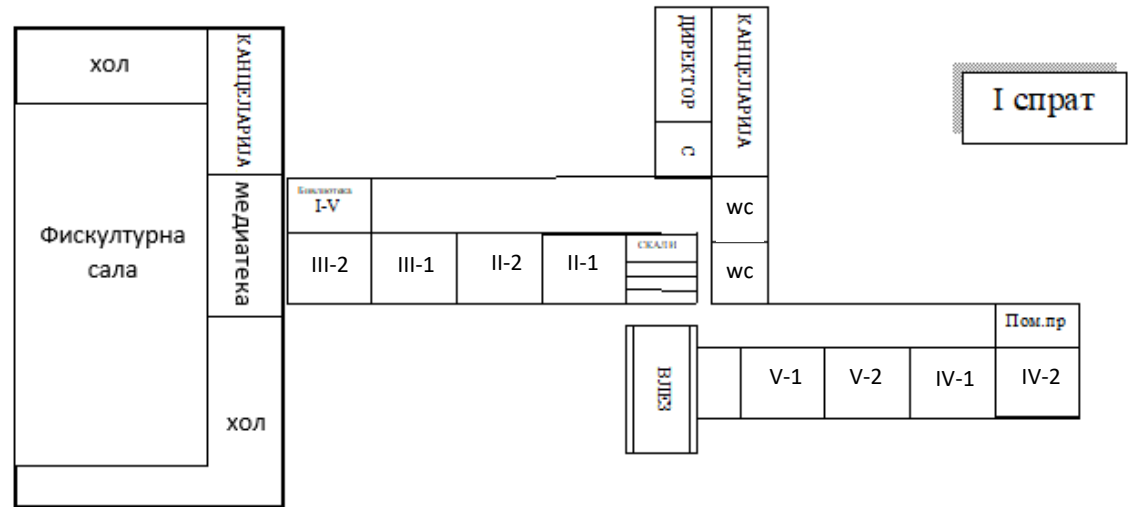 хол
КАНЦЕЛАРИЈА
ДИРЕКТОР
КАНЦЕЛАРИЈА
I спрат
С
медиатека
Библиотека
I-V
wc
Фискултурна
сала
III-2
III-1
II-2
II-1
СКАЛИ
wc
Пом.пр
ВЛЕЗ
V-1
V-2
IV-1
IV-2
хол